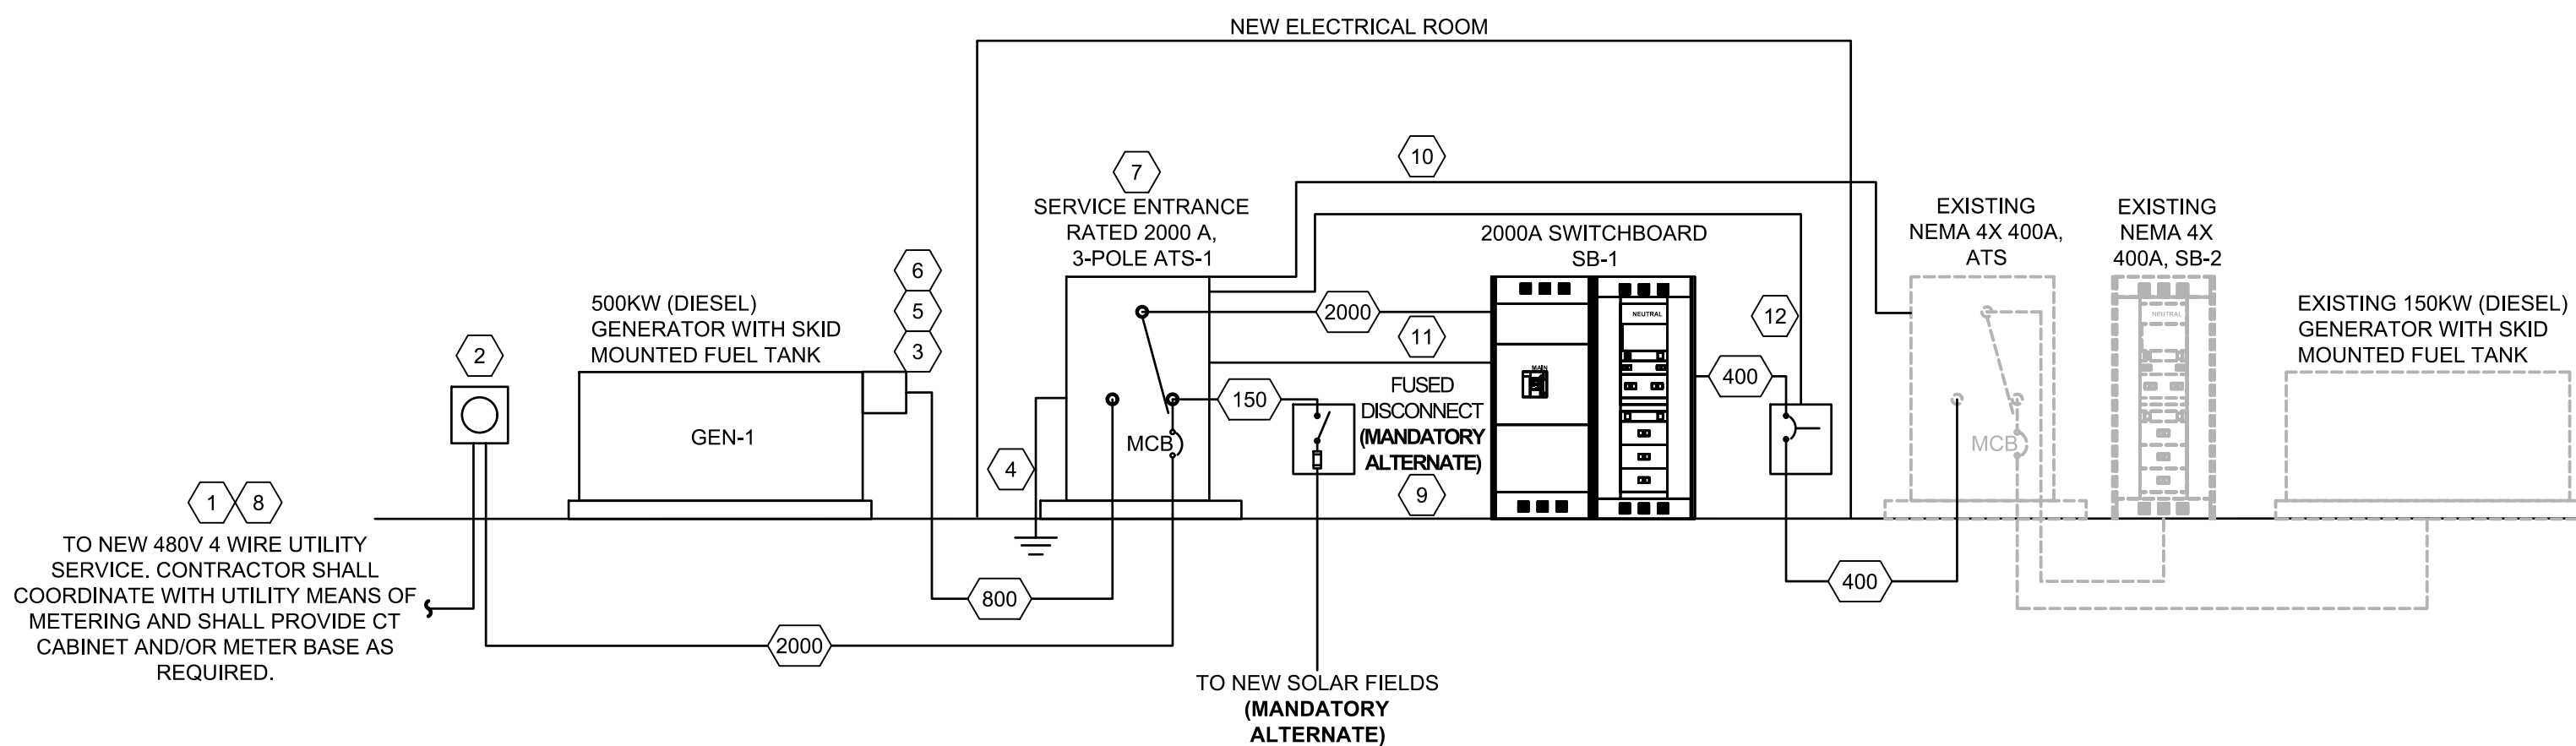 NEW ELECTRICAL ROOM
10
7
SERVICE ENTRANCE
RATED 2000 A,
3-POLE ATS-1
2000A SWITCHBOARD
SB-1
EXISTING
NEMA 4X 400A,
ATS
EXISTING
NEMA 4X
400A, SB-2
6
5
3
500KW (DIESEL)
GENERATOR WITH SKID
MOUNTED FUEL TANK
EXISTING 150KW (DIESEL)
GENERATOR WITH SKID
MOUNTED FUEL TANK
2000
11
12
NEUTRAL
NEUTRAL
2
MAIN
400
150
FUSED
DISCONNECT
(MANDATORY
ALTERNATE)
GEN-1
MCB
MCB
4
9
1
8
TO NEW 480V 4 WIRE UTILITY
SERVICE. CONTRACTOR SHALL
COORDINATE WITH UTILITY MEANS OF
METERING AND SHALL PROVIDE CT
CABINET AND/OR METER BASE AS
REQUIRED.
800
400
2000
TO NEW SOLAR FIELDS
(MANDATORY
ALTERNATE)